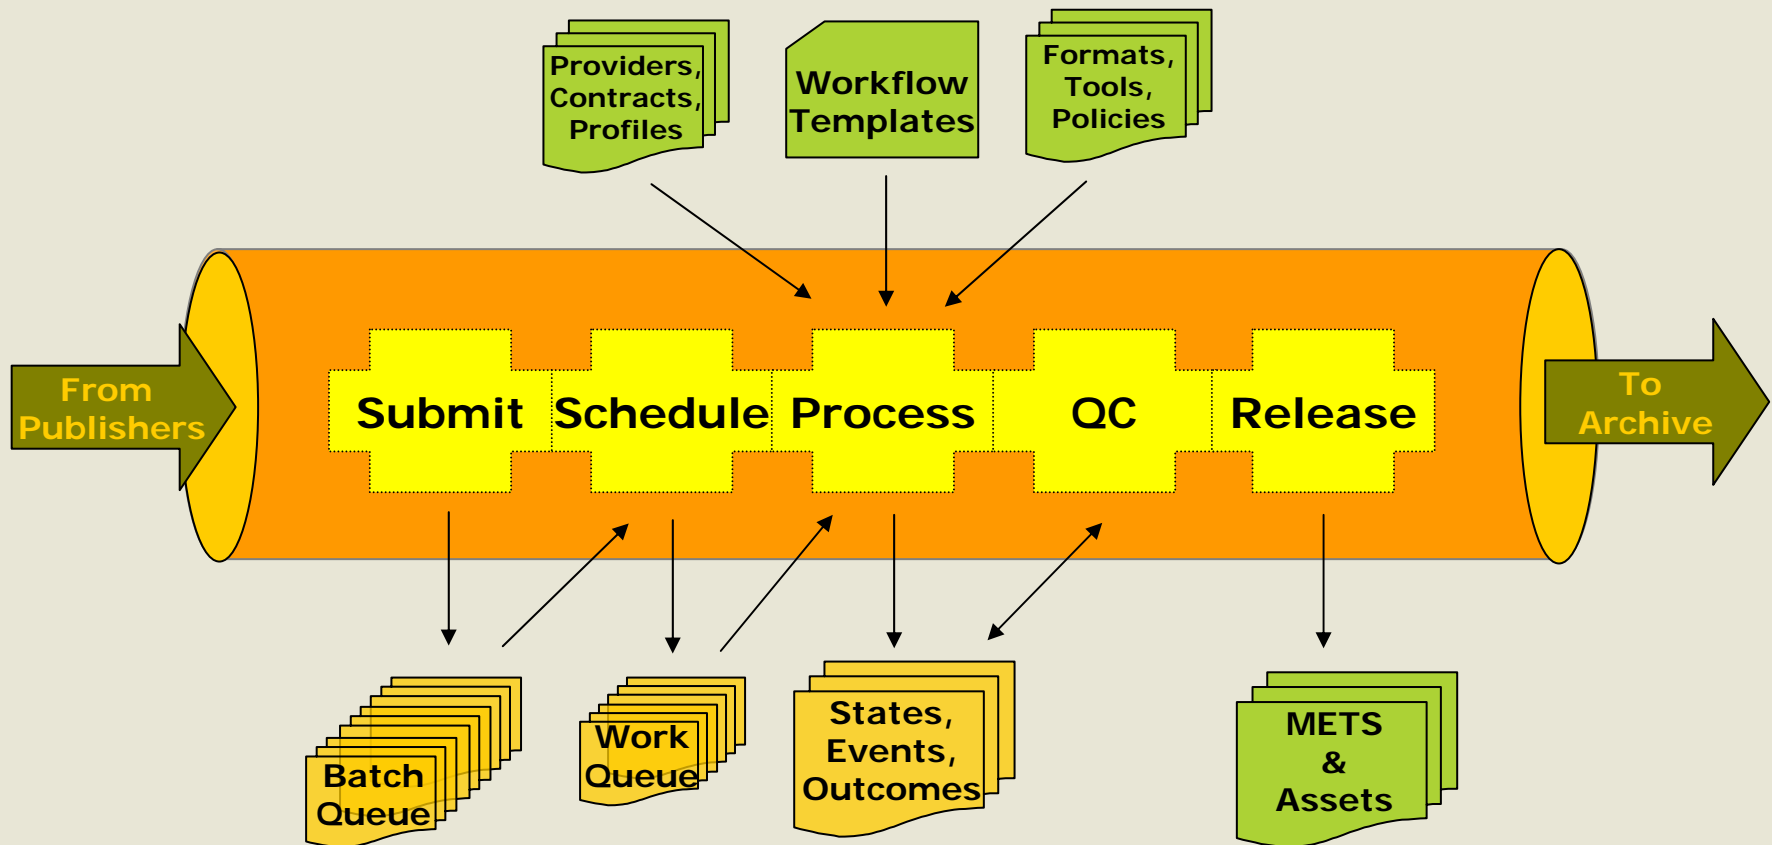 Providers,
Contracts,
Profiles
Workflow
Templates
Formats,
Tools,
Policies
From
Publishers
Submit
Schedule
Process
QC
Release
To
Archive
Batch
Queue
Work
Queue
States,
Events,
Outcomes
METS
&
Assets